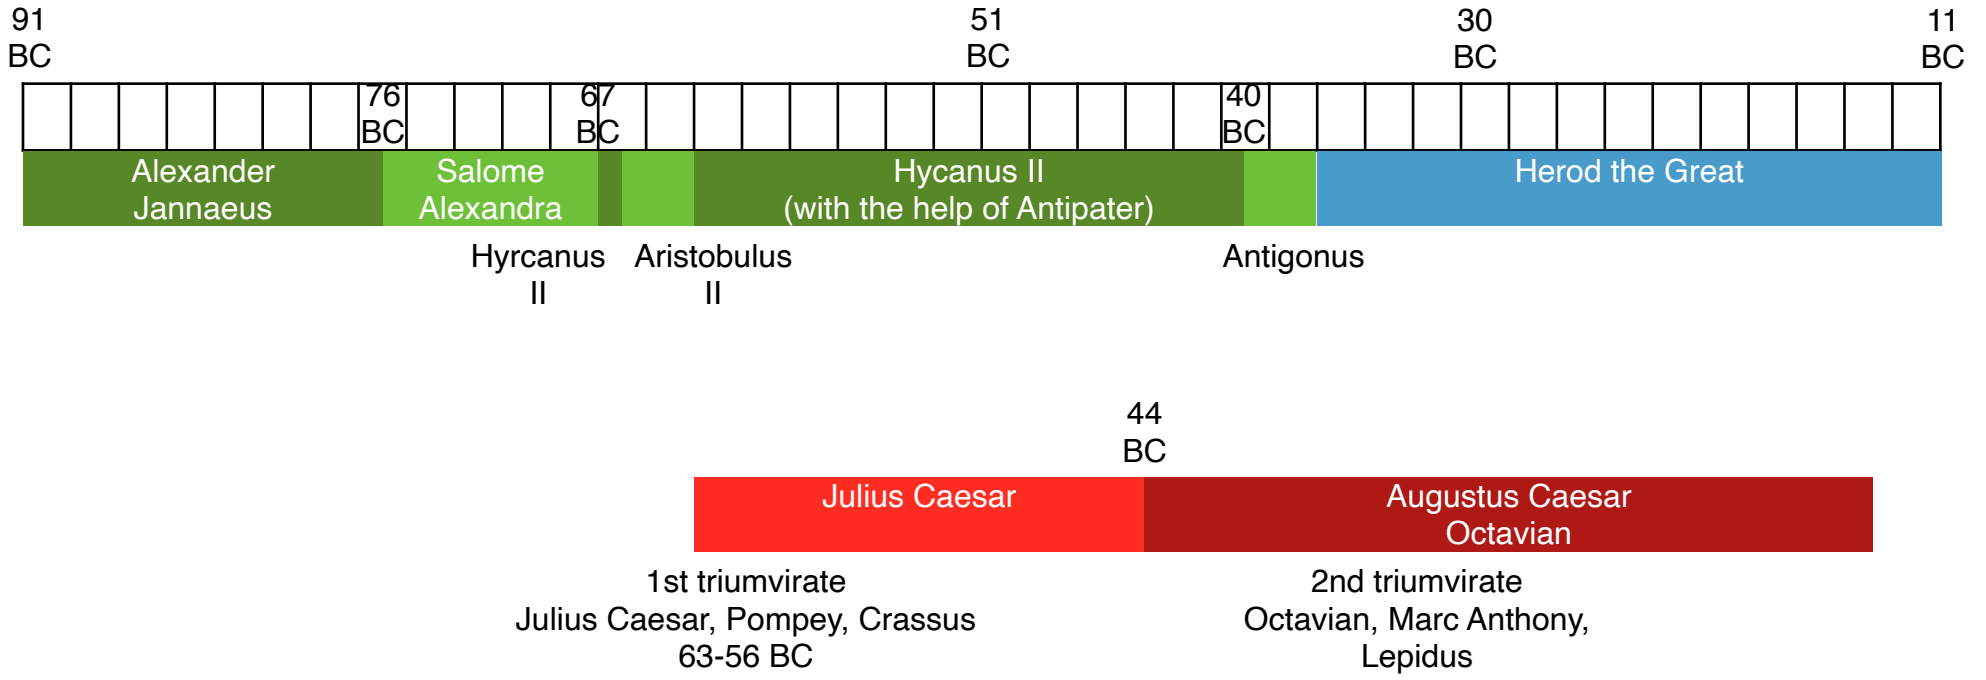 91
BC
51
BC
30
BC
11
BC
76
BC
67
BC
40
BC
Alexander
Jannaeus
Salome
Alexandra
Hycanus II
(with the help of Antipater)
Herod the Great
Hyrcanus
II
Aristobulus
II
Antigonus
44
BC
Julius Caesar
Augustus Caesar
Octavian
1st triumvirate
Julius Caesar, Pompey, Crassus
63-56 BC
2nd triumvirate
Octavian, Marc Anthony,
Lepidus